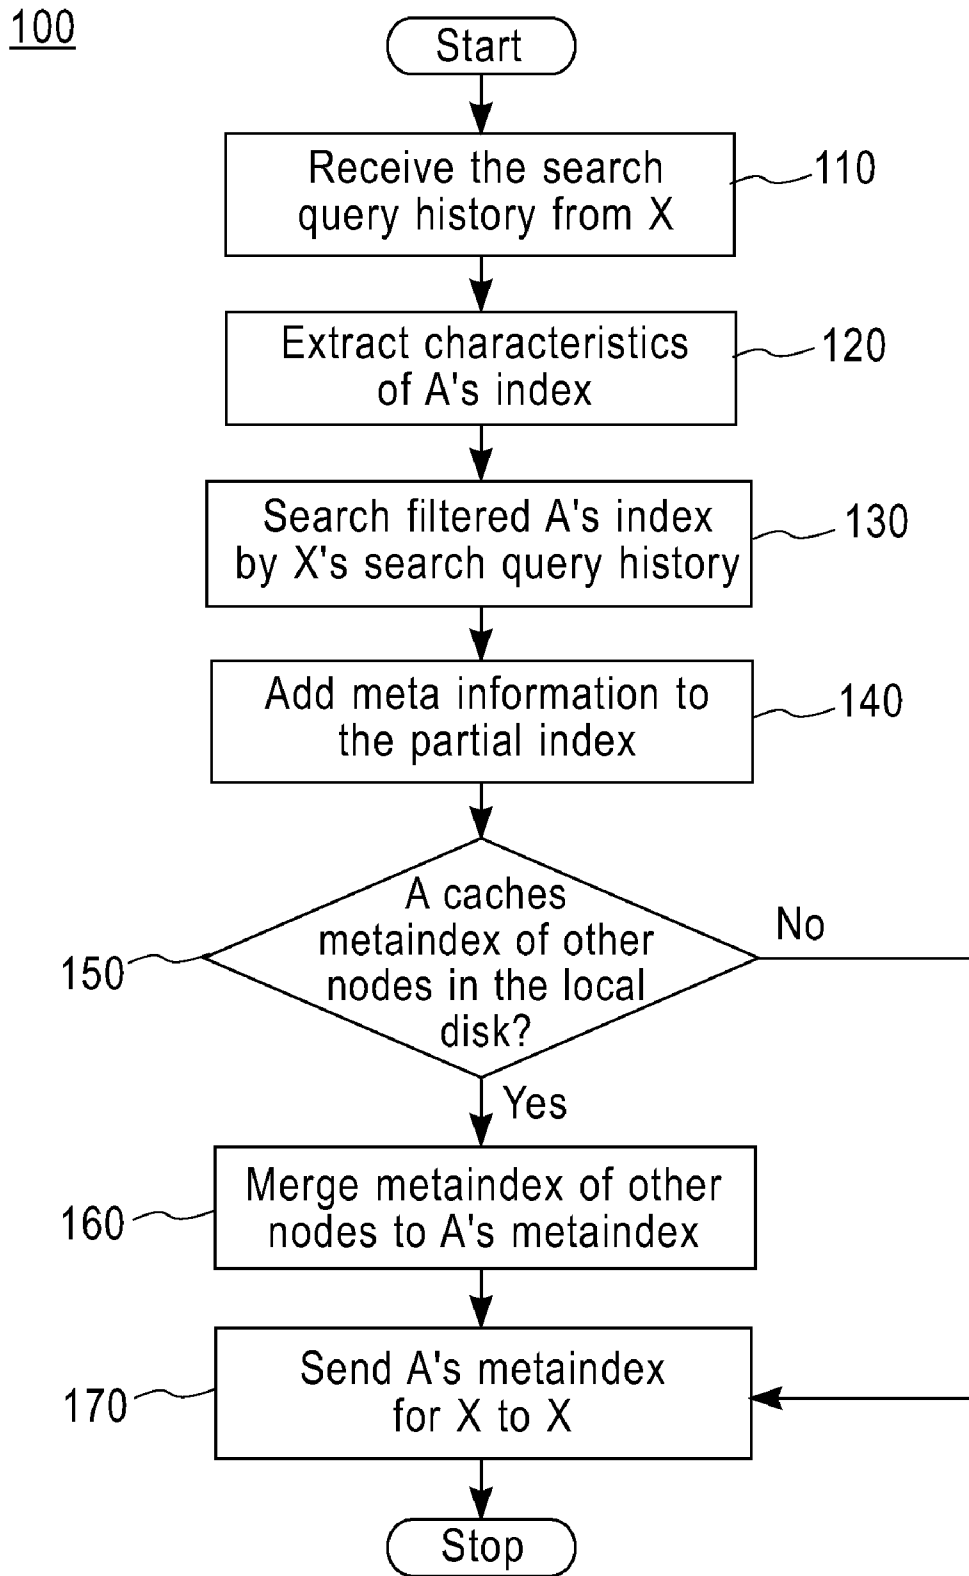 100
Start
Receive the search
query history from X
110
Extract characteristics
of A's index
120
Search filtered A's index
by X's search query history
130
Add meta information to
the partial index
140
A caches
metaindex of other
nodes in the local
disk?
150
No
Yes
Merge metaindex of other
nodes to A's metaindex
160
Send A's metaindex
for X to X
170
Stop